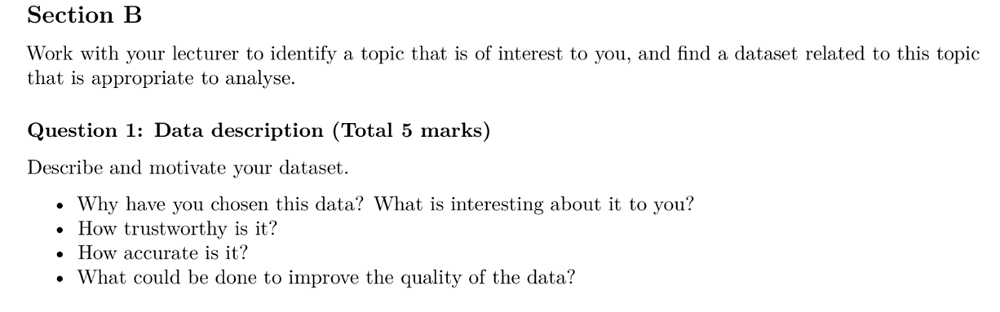 Section B
Work with your lecturer to identify a topic that is of interest to you, and find a dataset related to this topic
that is appropriate to analyse.
Question 1: Data description (Total 5 marks)
Describe and motivate your dataset.
• Why have you chosen this data? What is interesting about it to you?
• How trustworthy is it?
• How accurate is it?
• What could be done to improve the quality of the data?